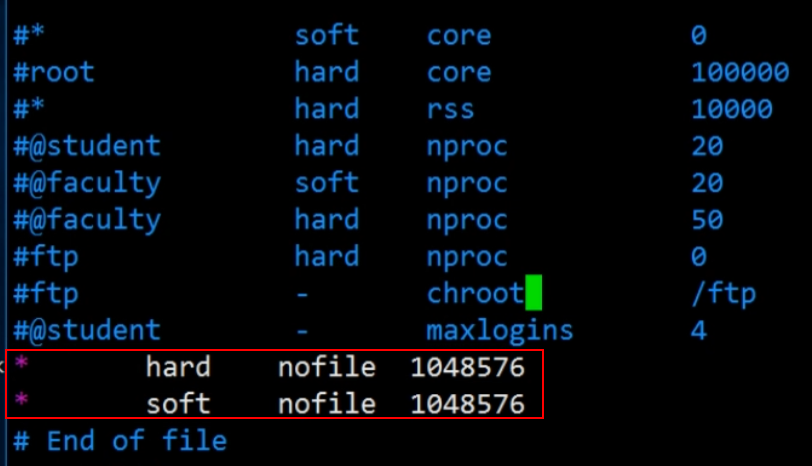 #* soft core 0
#root hard core 100000
#* hard rss 10000
#@student hard nproc 20
#@faculty soft nproc 20
#@faculty hard nproc 50
#ftp hard nproc 0
#ftp - chroot /ftp
#@student - maxlogins 4
* hard nofile 1048576
* soft nofile 1048576
# End of file